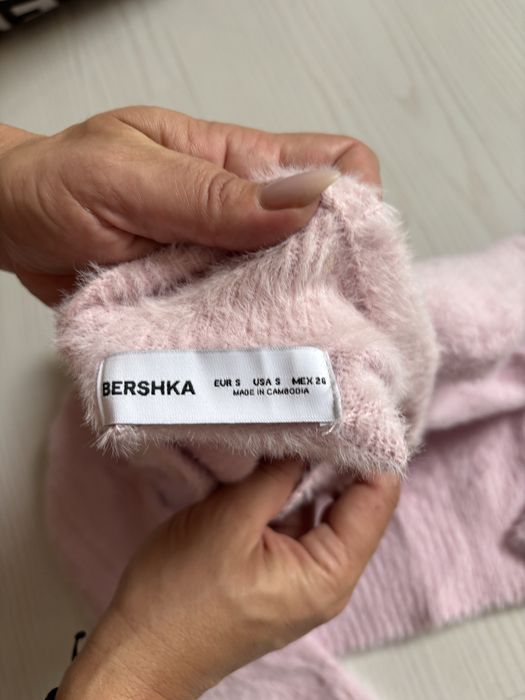 BERSHKA
EUR S USA S MEX 26
MADE IN CAMBODIA